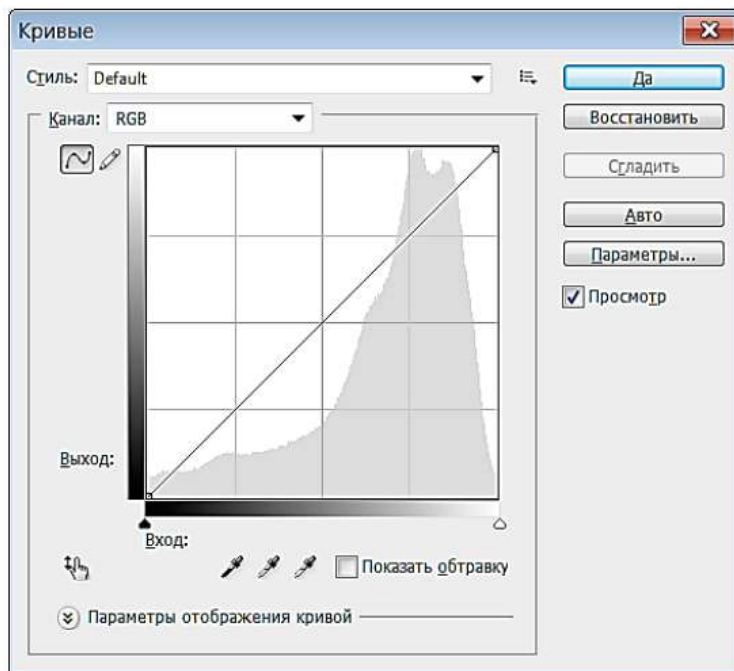 Кривые
Стиль: Default
Да
Канал: RGB
Восстановить
Сгладить
Авто
Параметры...
Просмотр
Выход:
Вход:
Показать обтравку
Параметры отображения кривой